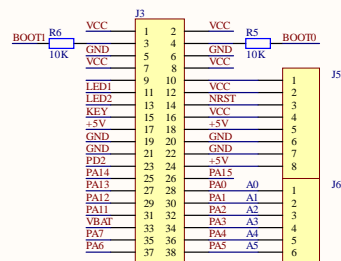 J3
VCC 1 2 VCC
BOOT1 R6 10K 3 4 R5 10K BOOT0
GND 5 6 GND
VCC 7 8 VCC
9 10 1 J5
LED1 11 12 VCC 2
LED2 13 14 NRST 3
KEY 15 16 VCC 4
+5V 17 18 +5V 5
GND 19 20 GND 6
GND 21 22 GND 7
PD2 23 24 +5V 8
PA14 25 26 PA15 J6
PA13 27 28 PA0 A0 1
PA12 29 30 PA1 A1 2
PA11 31 32 PA2 A2 3
VBAT 33 34 PA3 A3 4
PA7 35 36 PA4 A4 5
PA6 37 38 PA5 A5 6